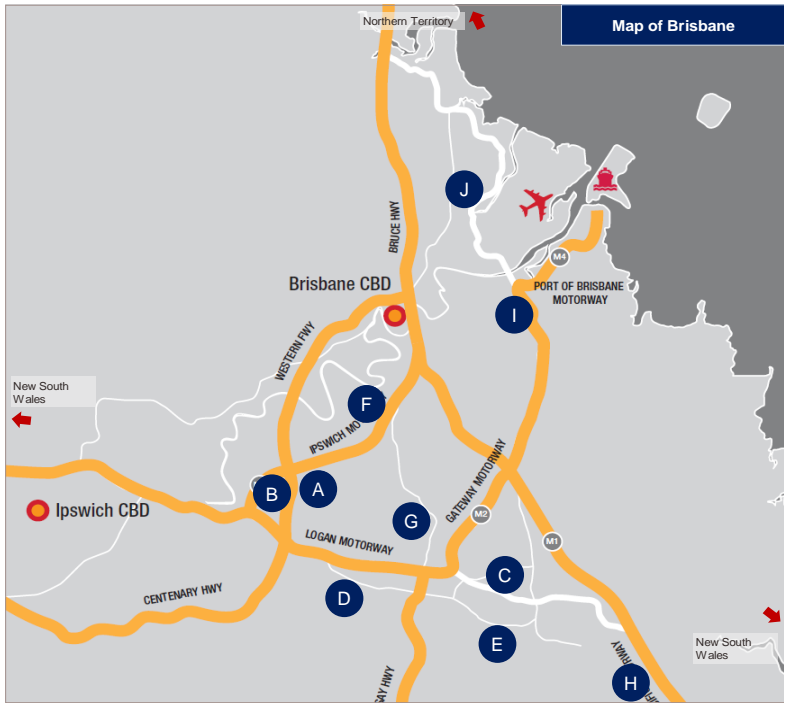 Northern Territory
Map of Brisbane
J
BRUCE HWY
M4
Brisbane CBD
PORT OF BRISBANE
MOTORWAY
I
WESTERN FWY
New South
Wales
F
IPSWICH MO
B
A
Ipswich CBD
GATEWAY MOTORWAY
G
M2
LOGAN MOTORWAY
M1
C
CENTENARY HWY
D
E
New South
Wales
H